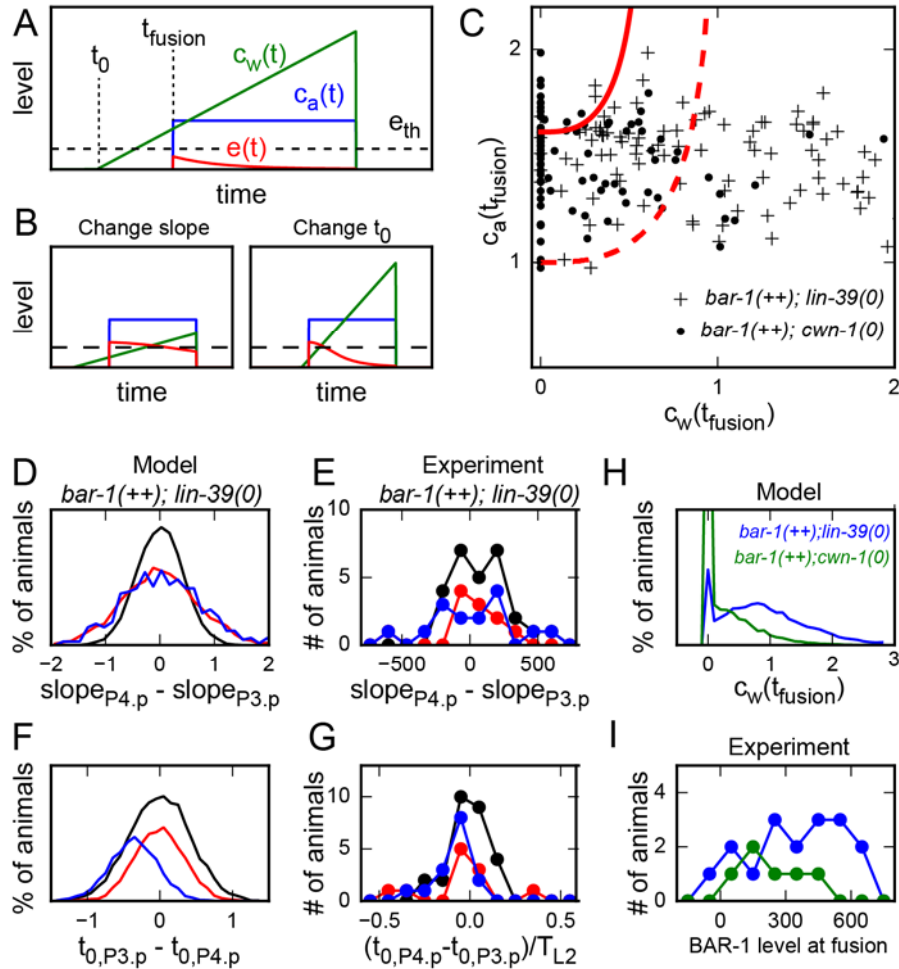 A
t0
tfusion
cw(t)
ca(t)
e(t)
eth
level
time
B
Change slope
Change t0
level
time
time
C
2
1
ca(tfusion)
bar-1(++); lin-39(0)
bar-1(++); cwn-1(0)
0 1 2
cw(tfusion)
D
Model
bar-1(++); lin-39(0)
% of animals
−2 −1 0 1 2
slopeP4.p - slopeP3.p
E
Experiment
bar-1(++); lin-39(0)
10
5
0
# of animals
−500 0 500
slopeP4.p - slopeP3.p
H
Model
bar-1(++);lin-39(0)
bar-1(++);cwn-1(0)
% of animals
0 1 2 3
cw(tfusion)
F
% of animals
−1 0 1
t0,P3.p - t0,P4.p
G
10
5
0
# of animals
−0.5 0.0 0.5
(t0,P4.p-t0,P3.p)/TL2
I
Experiment
4
2
0
# of animals
0 300 600
BAR-1 level at fusion